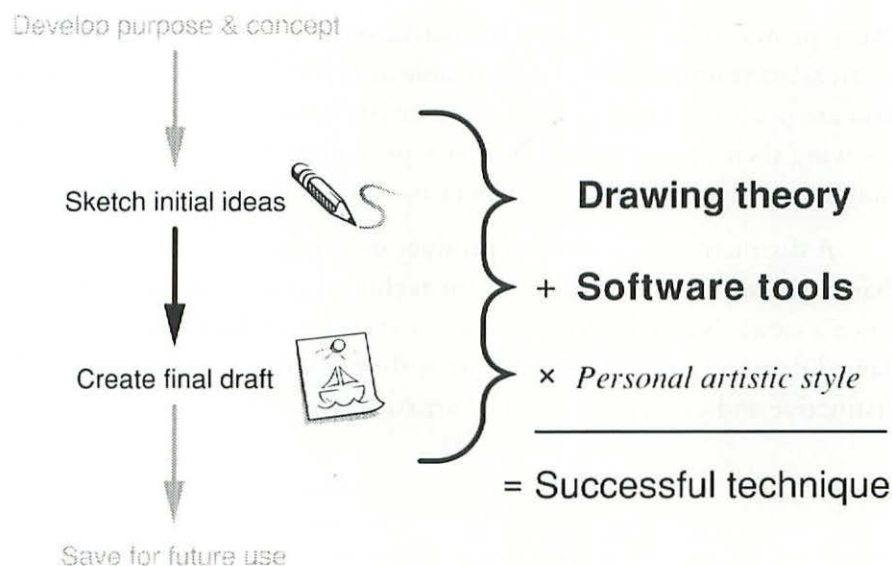 Develop purpose & concept
Sketch initial ideas
Create final draft
Save for future use
Drawing theory
+ Software tools
× Personal artistic style
= Successful technique